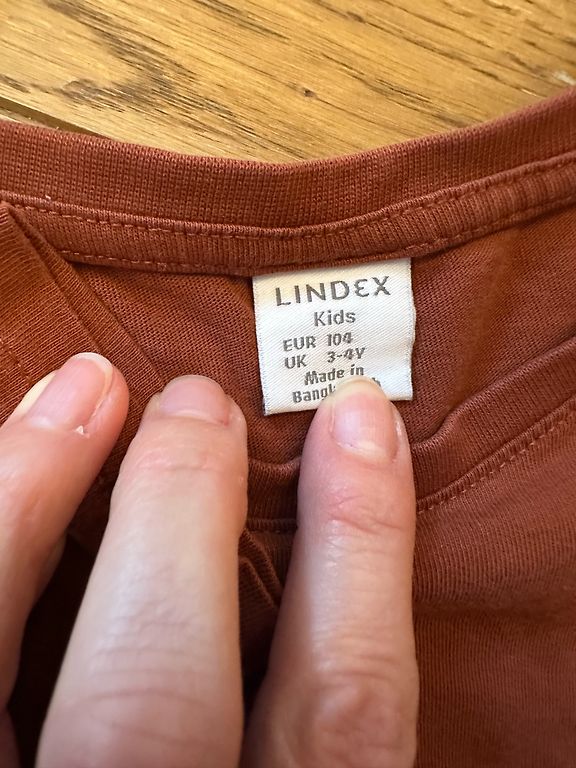 LINDEX
Kids
EUR 104
UK 3-4Y
Made in